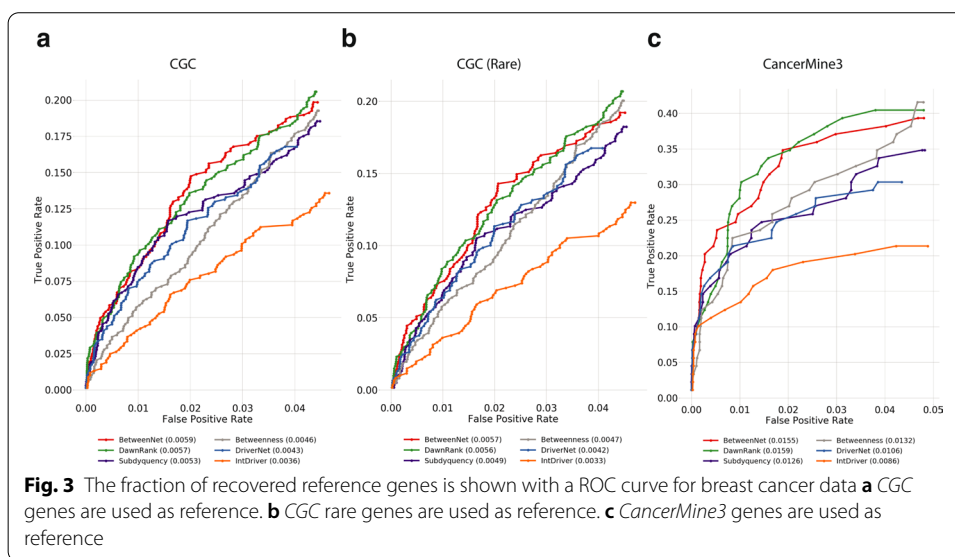 a
b
c
CGC
CGC (Rare)
CancerMine3
True Positive Rate
0.200
0.175
0.150
0.125
0.100
0.075
0.050
0.025
0.000
0.00 0.01 0.02 0.03 0.04
False Positive Rate
BetweenNet (0.0059) Betweenness (0.0046)
DawnRank (0.0057) DriverNet (0.0043)
Subdyquency (0.0053) IntDriver (0.0036)
True Positive Rate
0.20
0.15
0.10
0.05
0.00
0.00 0.01 0.02 0.03 0.04
False Positive Rate
BetweenNet (0.0057) Betweenness (0.0047)
DawnRank (0.0056) DriverNet (0.0042)
Subdyquency (0.0049) IntDriver (0.0033)
True Positive Rate
0.40
0.35
0.30
0.25
0.20
0.15
0.10
0.05
0.00
0.00 0.01 0.02 0.03 0.04 0.05
False Positive Rate
BetweenNet (0.0155) Betweenness (0.0132)
DawnRank (0.0159) DriverNet (0.0106)
Subdyquency (0.0126) IntDriver (0.0086)
Fig. 3 The fraction of recovered reference genes is shown with a ROC curve for breast cancer data a CGC
genes are used as reference. b CGC rare genes are used as reference. c CancerMine3 genes are used as
reference